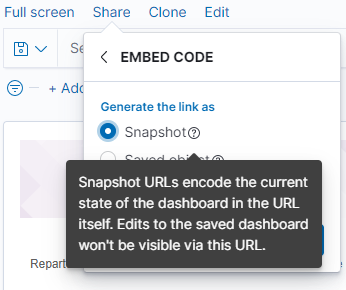 Full screen Share Clone Edit
Se
EMBED CODE
+ Add
Generate the link as
Snapshot
Saved object
Snapshot URLs encode the current
state of the dashboard in the URL
itself. Edits to the saved dashboard
won't be visible via this URL.
Repart